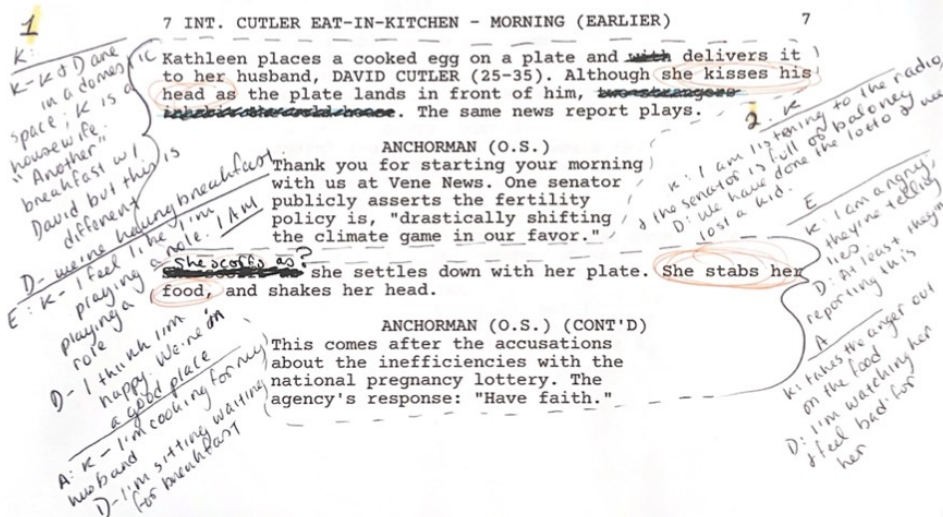 1
7 INT. CUTLER EAT-IN-KITCHEN - MORNING (EARLIER) 7
Kathleen places a cooked egg on a plate and with delivers it
to her husband, DAVID CUTLER (25-35). Although she kisses his
head as the plate lands in front of him, two strangers
. The same news report plays.
ANCHORMAN (O.S.)
Thank you for starting your morning
with us at Vene News. One senator
publicly asserts the fertility
policy is, "drastically shifting
the climate game in our favor."
She scoffs as?
she settles down with her plate. She stabs her
food, and shakes her head.
ANCHORMAN (O.S.) (CONT'D)
This comes after the accusations
about the inefficiencies with the
national pregnancy lottery. The
agency's response: "Have faith."
K:
K - K & D are
in a domestic
space; K is a
housewife,
"Another"
breakfast w/
David but this is
different
D - we're having breakfast
E: K - I feel like I'm
playing a role. I AM
playing a
role
D - I think I'm
happy. We're in
a good place
A: K - I'm cooking for my
husband
D - I'm sitting waiting
for breakfast
2. K
K: I am listening to the radio,
& the senator is full of baloney
D: We have done the lotto &
lost a kid.
E
K: I am angry,
they're telling
lies
D: At least, they're
reporting this
A
K: takes the anger out
on the food
D: I'm watching her
& feel bad for
her